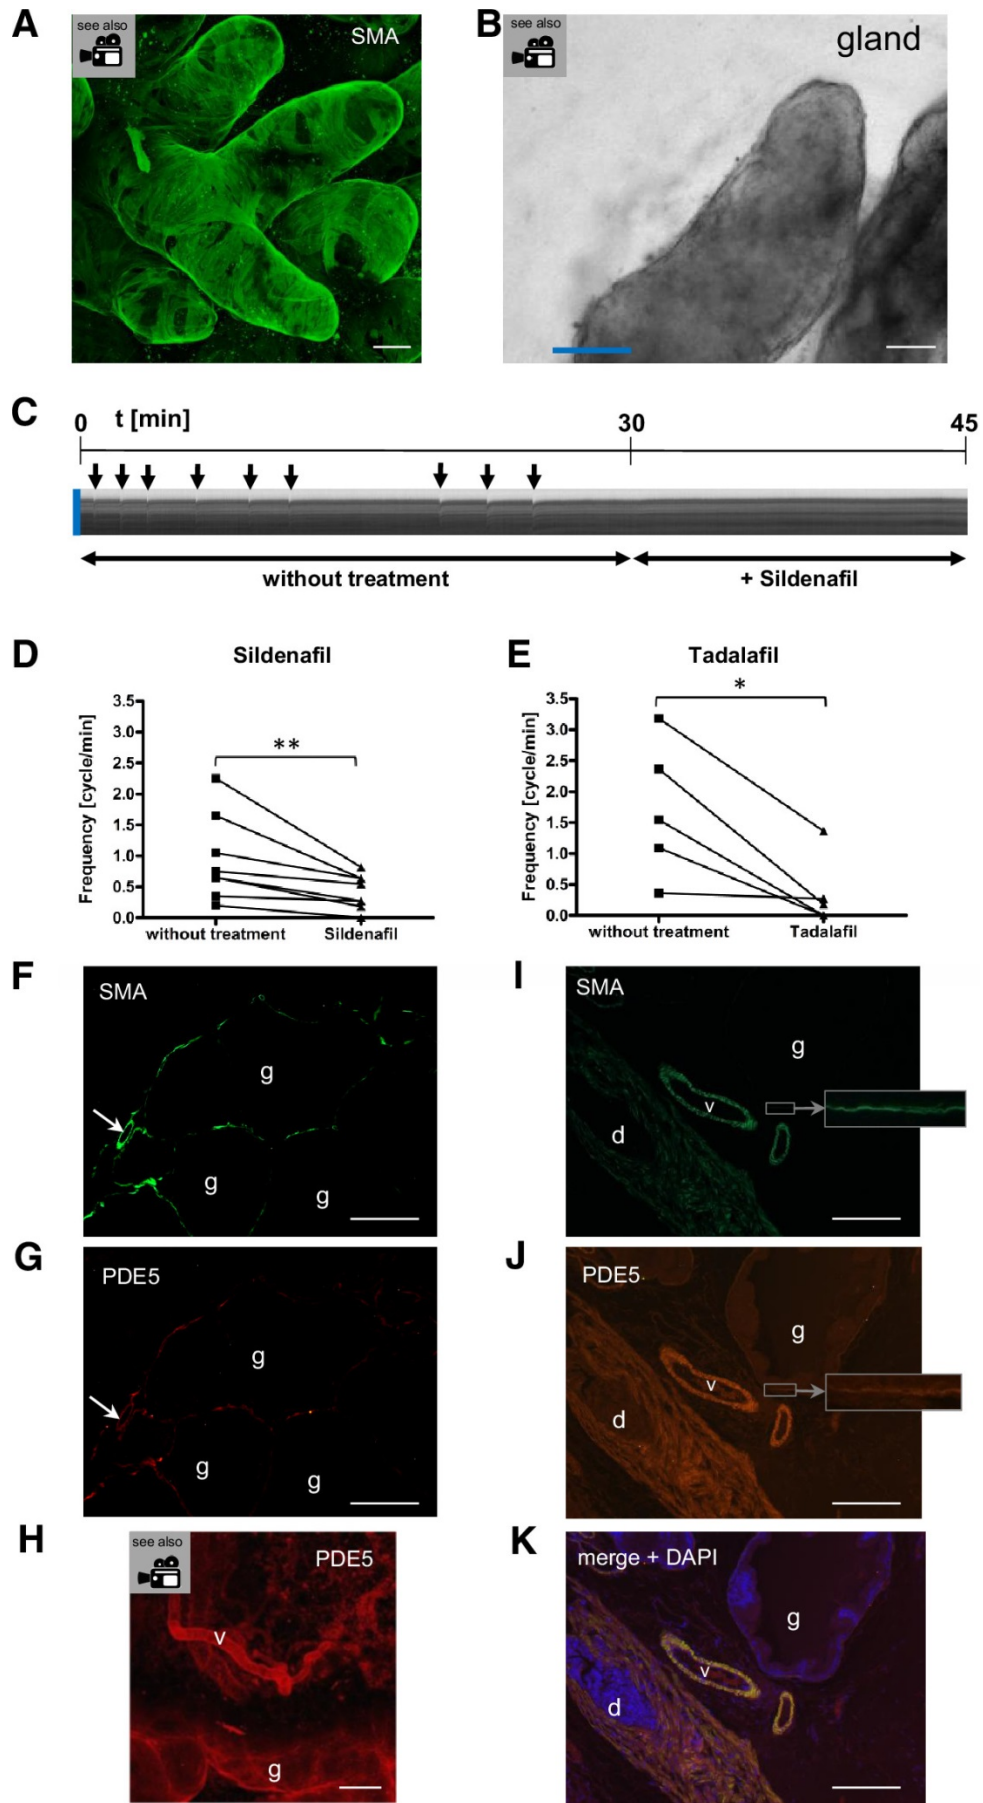 A
see also
SMA
B
see also
gland
C
0 t [min] 30 45
without treatment
+ Sildenafil
D
Sildenafil
**
Frequency [cycle/min]
3.5
3.0
2.5
2.0
1.5
1.0
0.5
0.0
without treatment Sildenafil
E
Tadalafil
*
Frequency [cycle/min]
3.5
3.0
2.5
2.0
1.5
1.0
0.5
0.0
without treatment Tadalafil
F
SMA
g
g g
G
PDE5
g
g g
H
see also
PDE5
v
g
I
SMA
g
v
d
J
PDE5
g
v
d
K
merge + DAPI
g
v
d